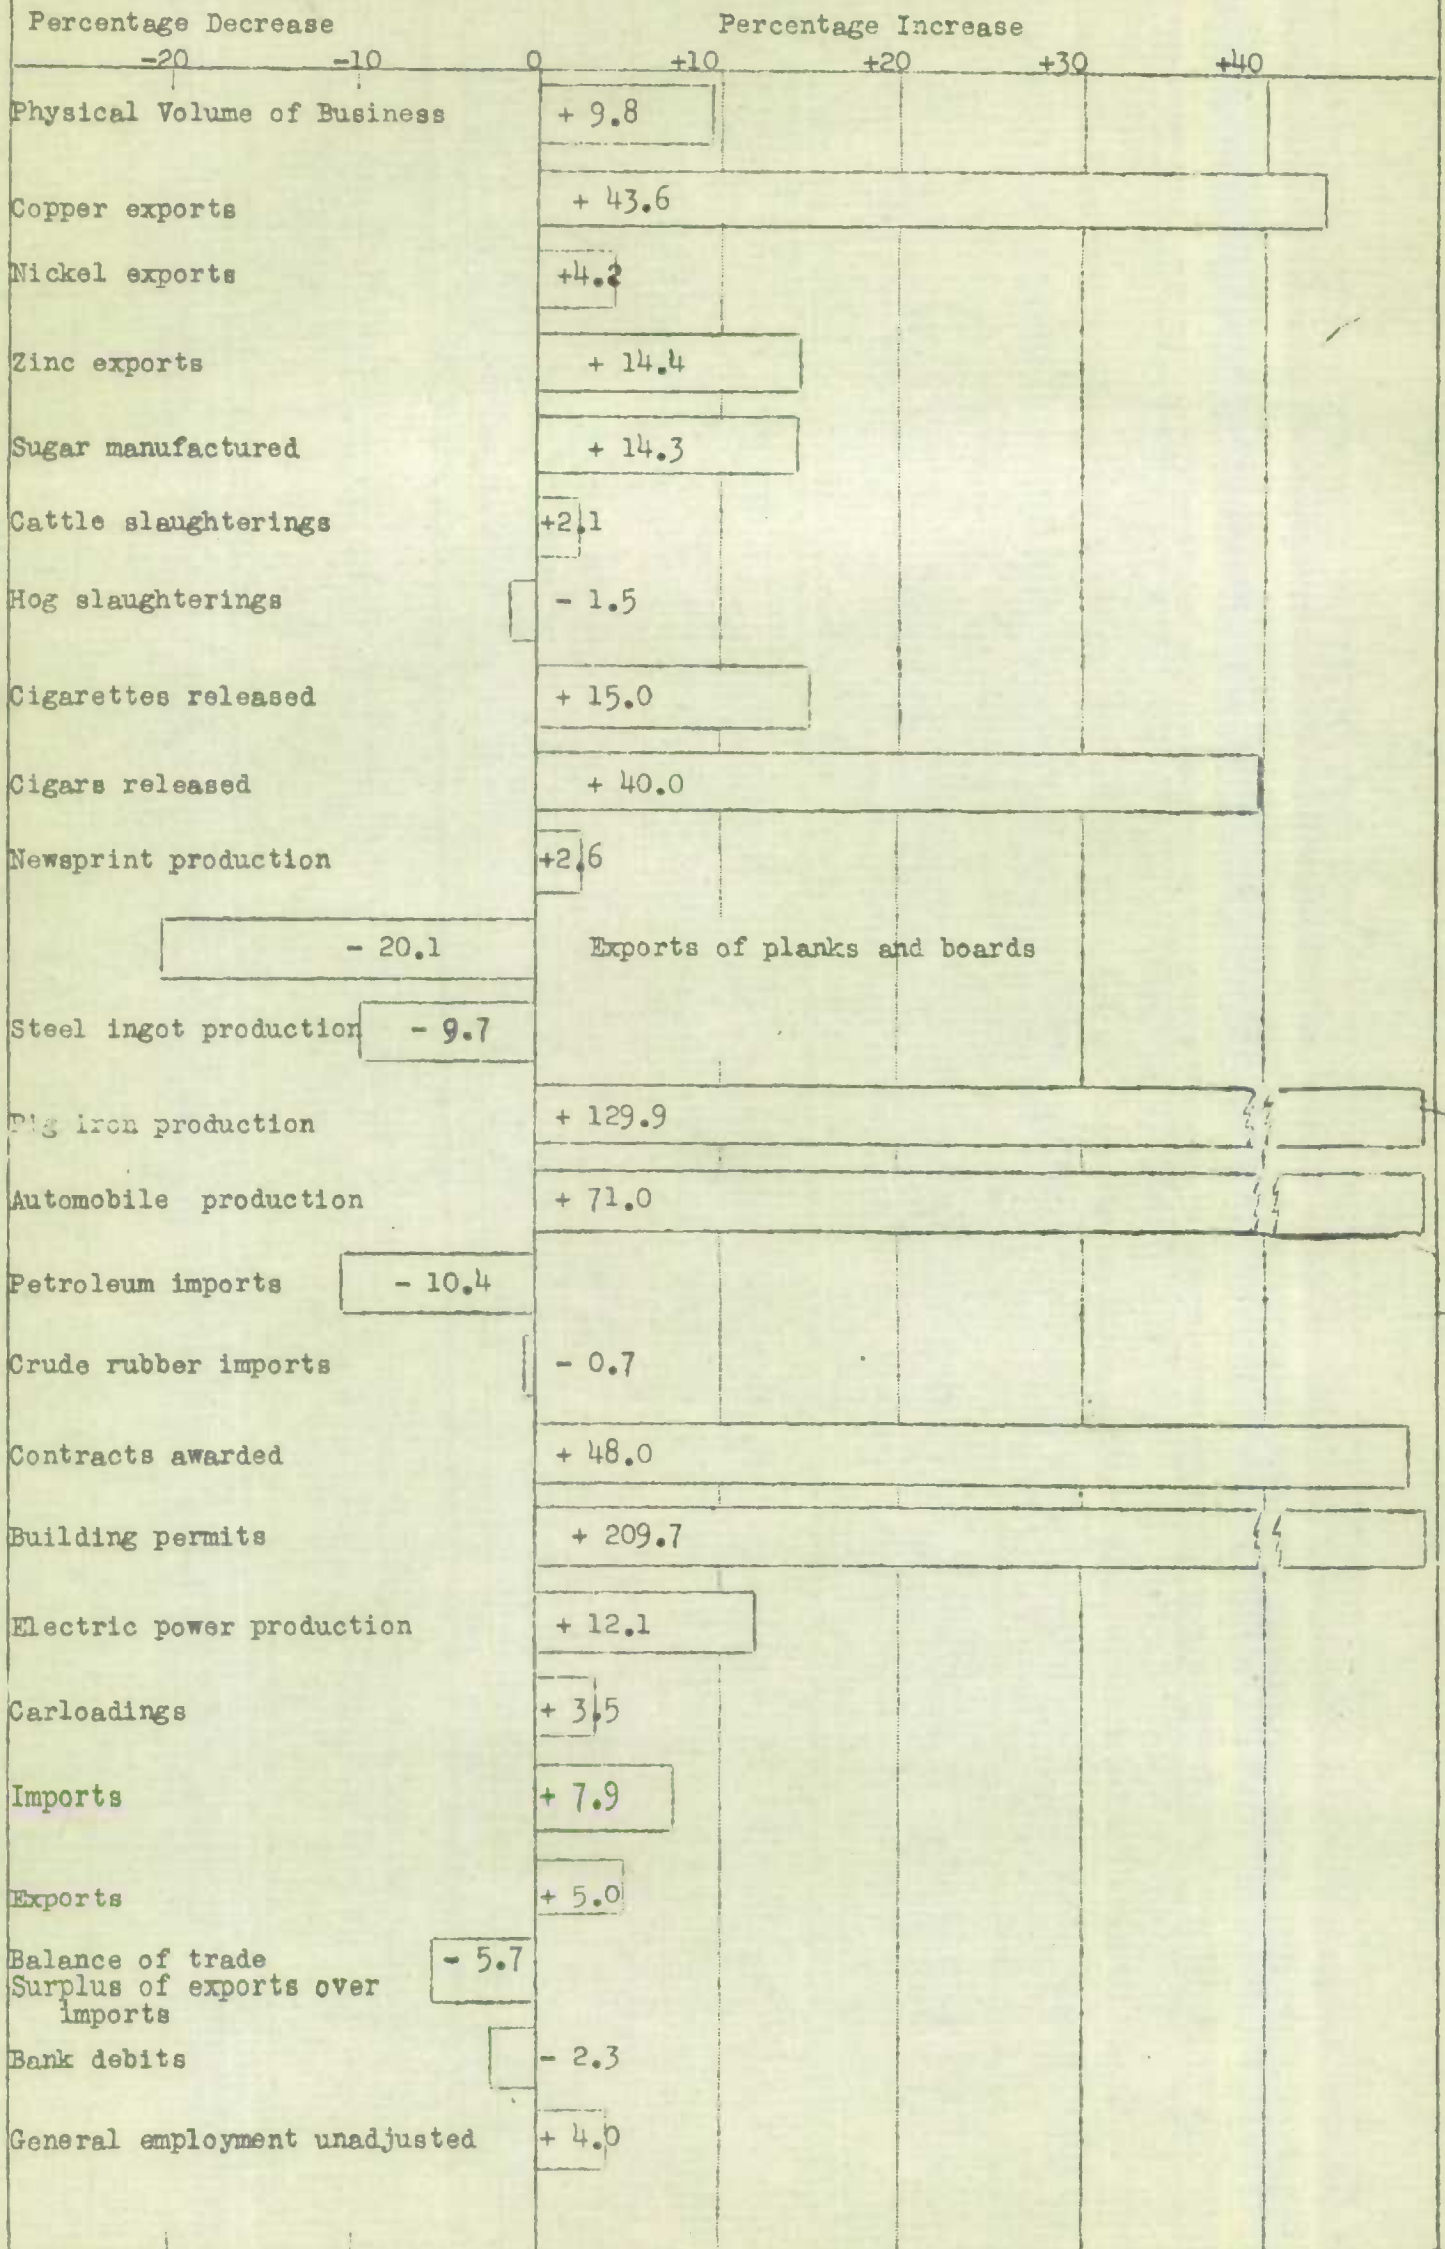 Percentage Decrease Percentage Increase
-20 -10 0 +10 +20 +30 +40
Physical Volume of Business + 9.8
Copper exports + 43.6
Nickel exports +4.2
Zinc exports + 14.4
Sugar manufactured + 14.3
Cattle slaughterings +2.1
Hog slaughterings - 1.5
Cigarettes released + 15.0
Cigars released + 40.0
Newsprint production +2.6
- 20.1 Exports of planks and boards
Steel ingot production - 9.7
Pig iron production + 129.9
Automobile production + 71.0
Petroleum imports - 10.4
Crude rubber imports - 0.7
Contracts awarded + 48.0
Building permits + 209.7
Electric power production + 12.1
Carloadings + 3.5
Imports + 7.9
Exports + 5.0
Balance of trade - 5.7
Surplus of exports over
imports
Bank debits - 2.3
General employment unadjusted + 4.0